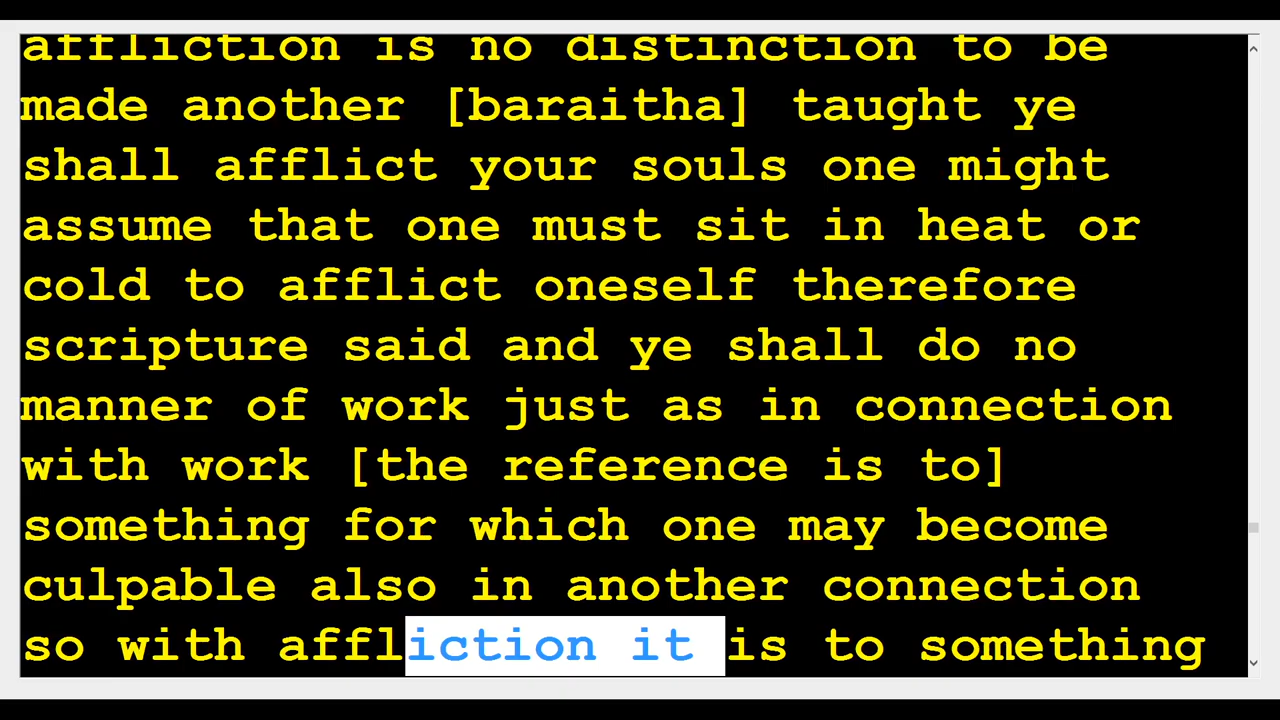 affliction is no distinction to be
made another [baraitha] taught ye
shall afflict your souls one might
assume that one must sit in heat or
cold to afflict oneself therefore
scripture said and ye shall do no
manner of work just as in connection
with work [the reference is to]
something for which one may become
culpable also in another connection
so with affliction it is to something